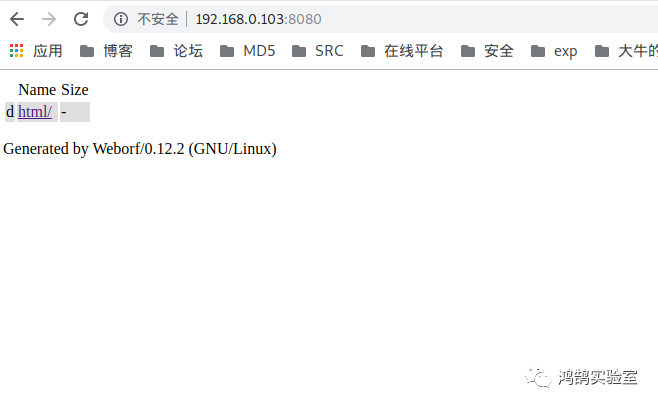 不安全 192.168.0.103:8080
应用 博客 论坛 MD5 SRC 在线平台 安全 exp 大牛的
Name Size
d html/ -
Generated by Weborf/0.12.2 (GNU/Linux)
鸿鹄实验室